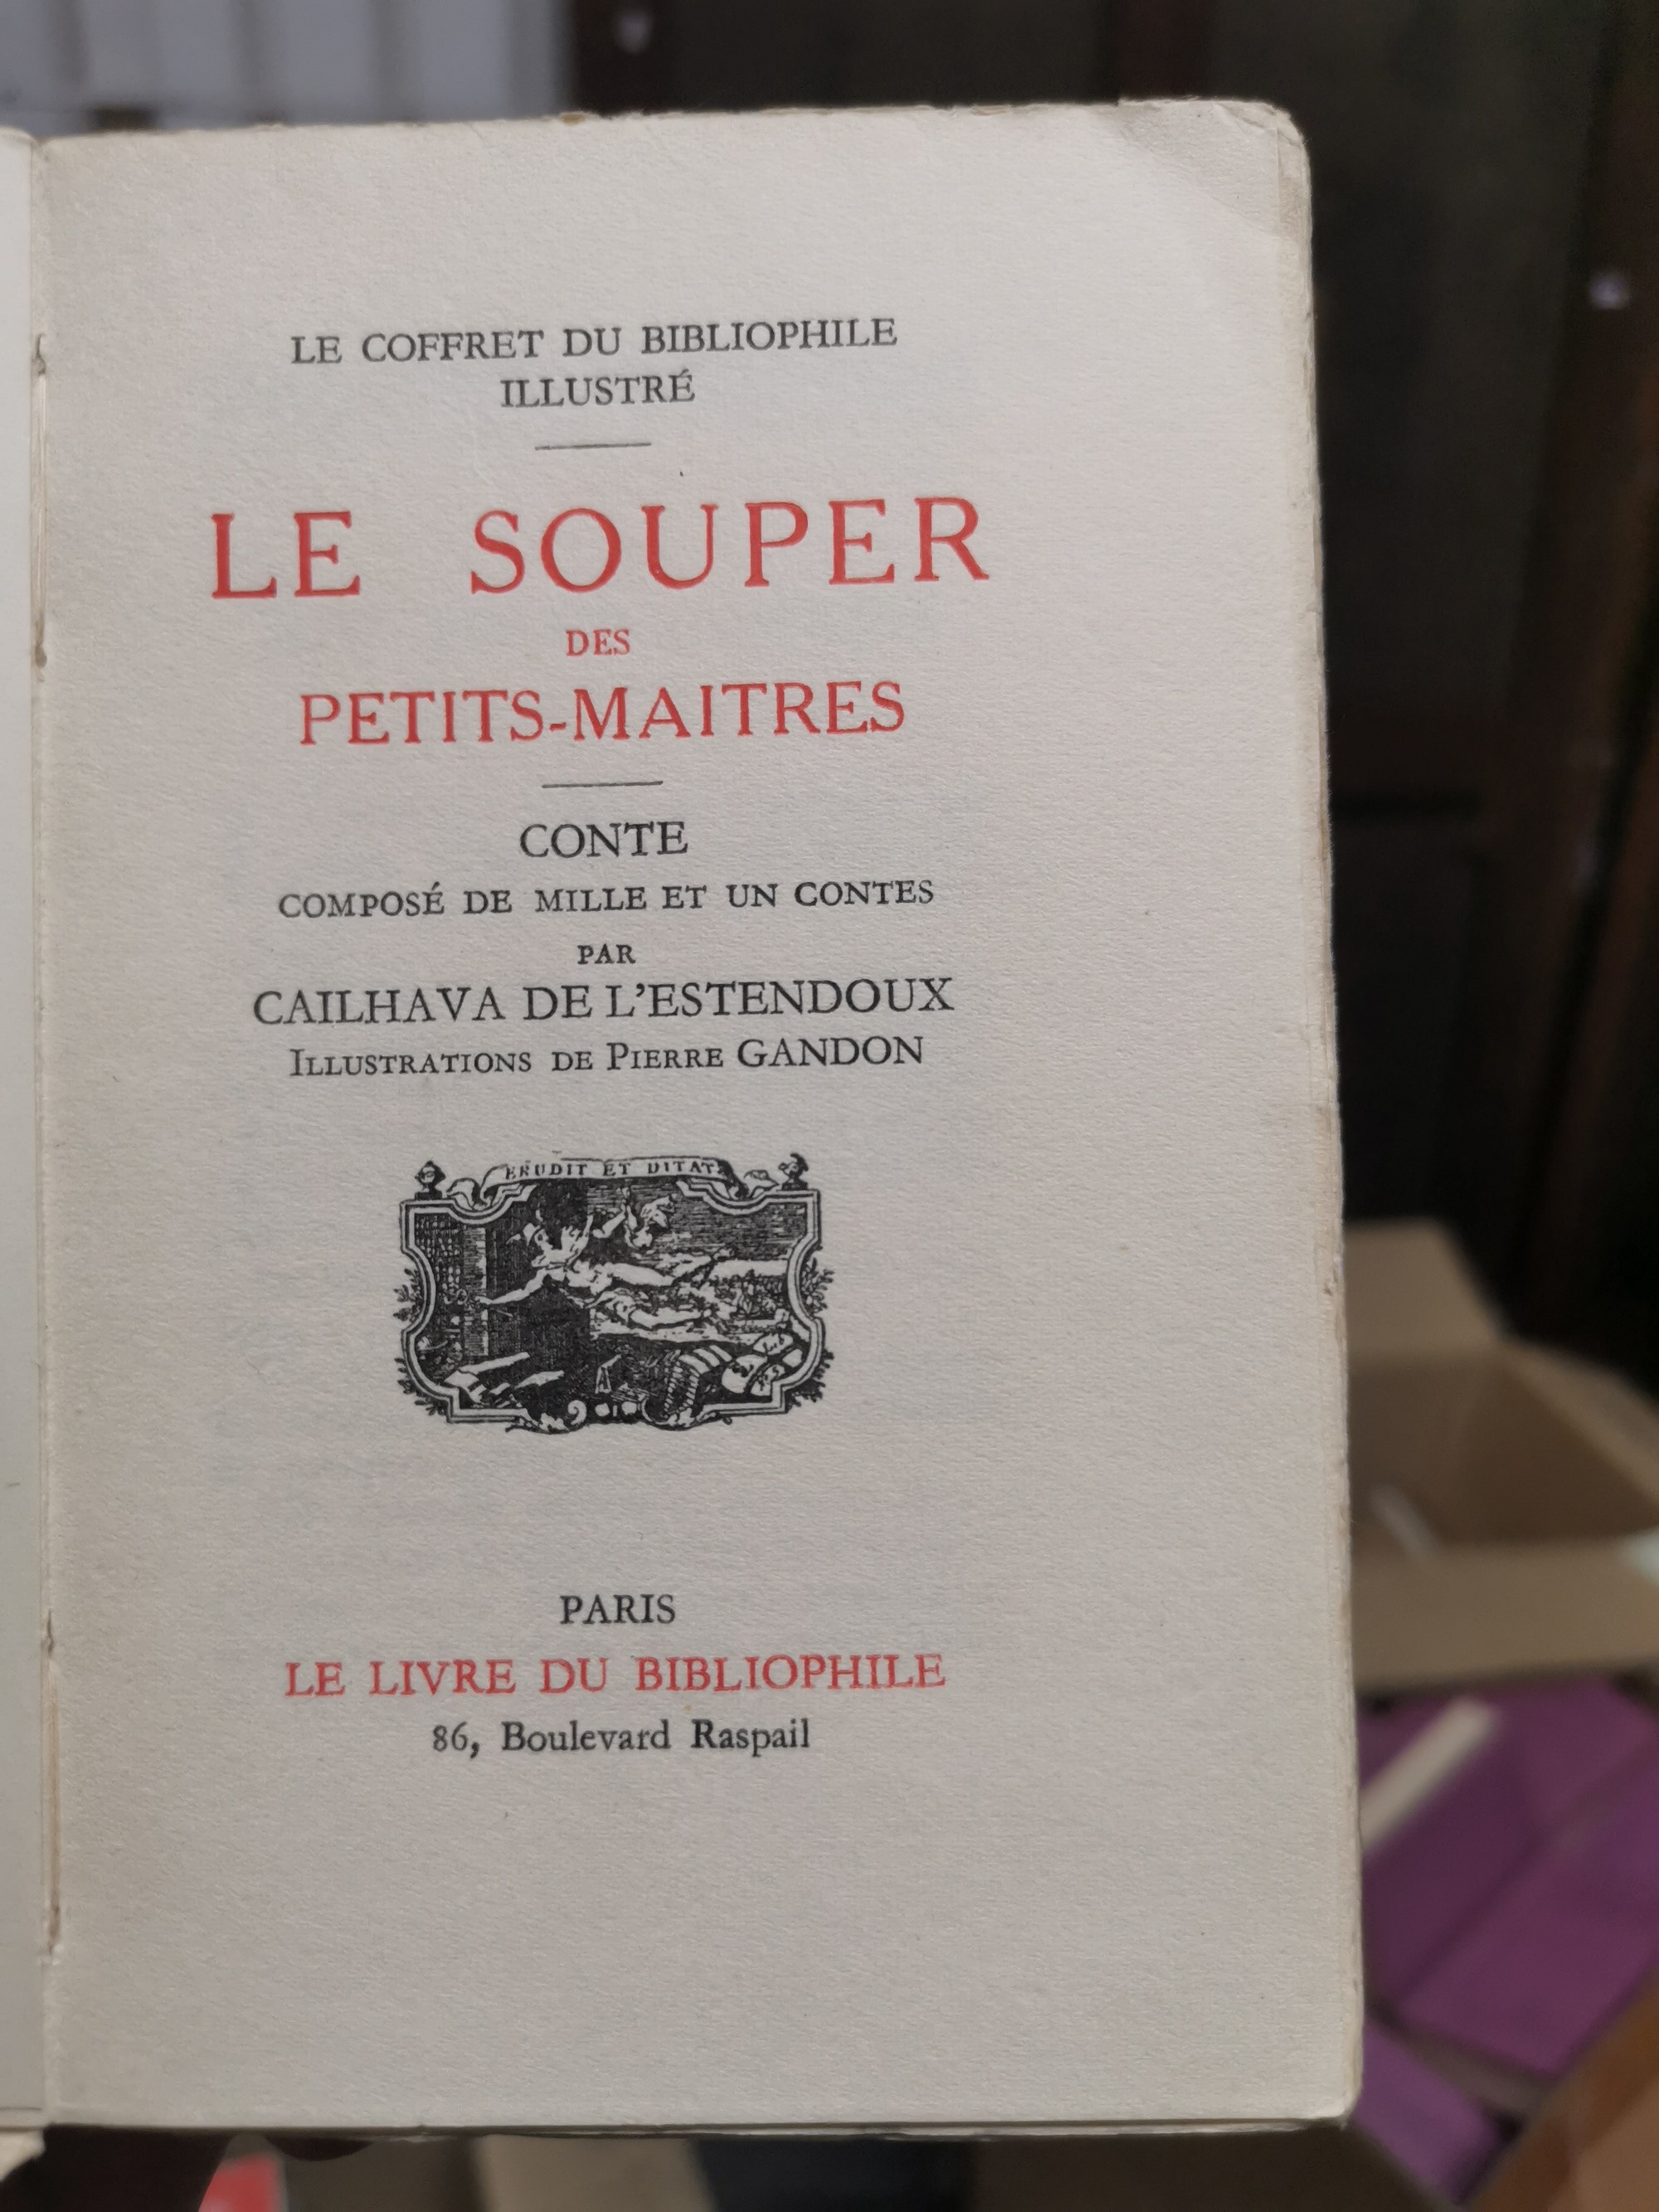 LE COFFRET DU BIBLIOPHILE
ILLUSTRÉ
LE SOUPER
DES
PETITS-MAITRES
CONTE
COMPOSÉ DE MILLE ET UN CONTES
PAR
CAILHAVA DE L'ESTENDOUX
ILLUSTRATIONS DE PIERRE GANDON
ERUDIT ET DITAT
PARIS
LE LIVRE DU BIBLIOPHILE
86, Boulevard Raspail